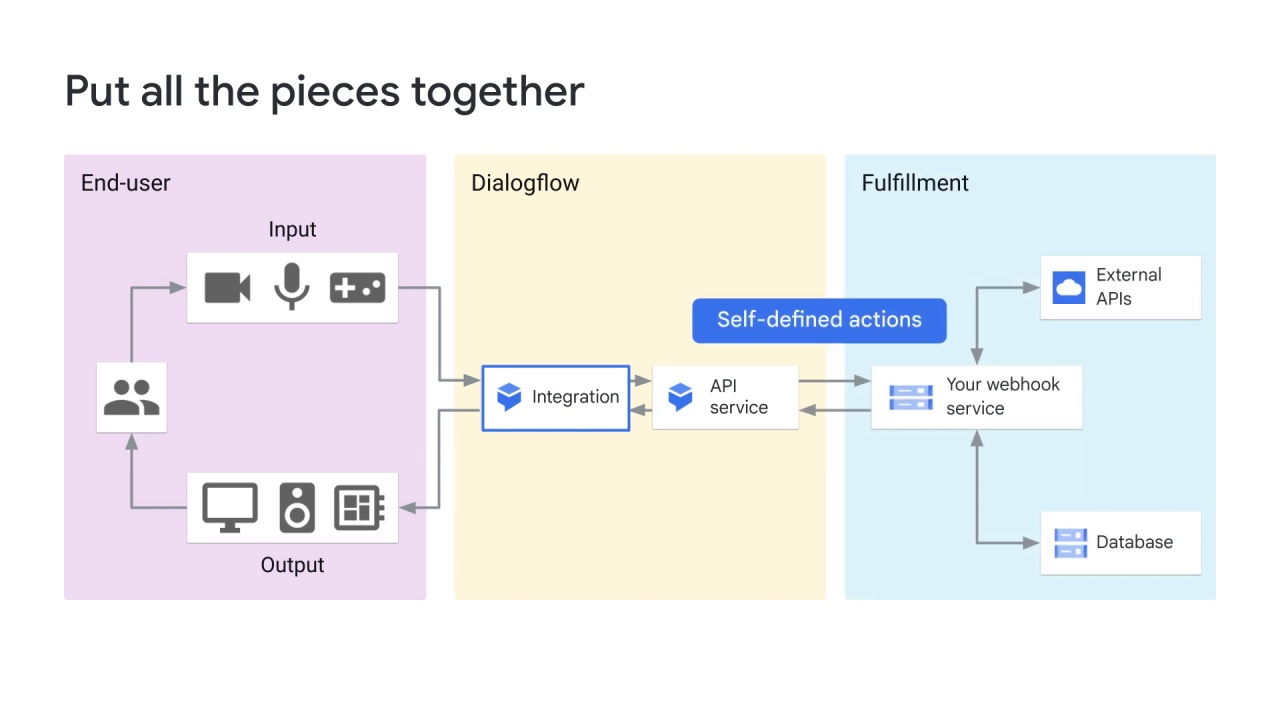 Put all the pieces together
End-user
Input
Output
Dialogflow
Integration
API
service
Self-defined actions
Fulfillment
External
APIs
Your webhook
service
Database